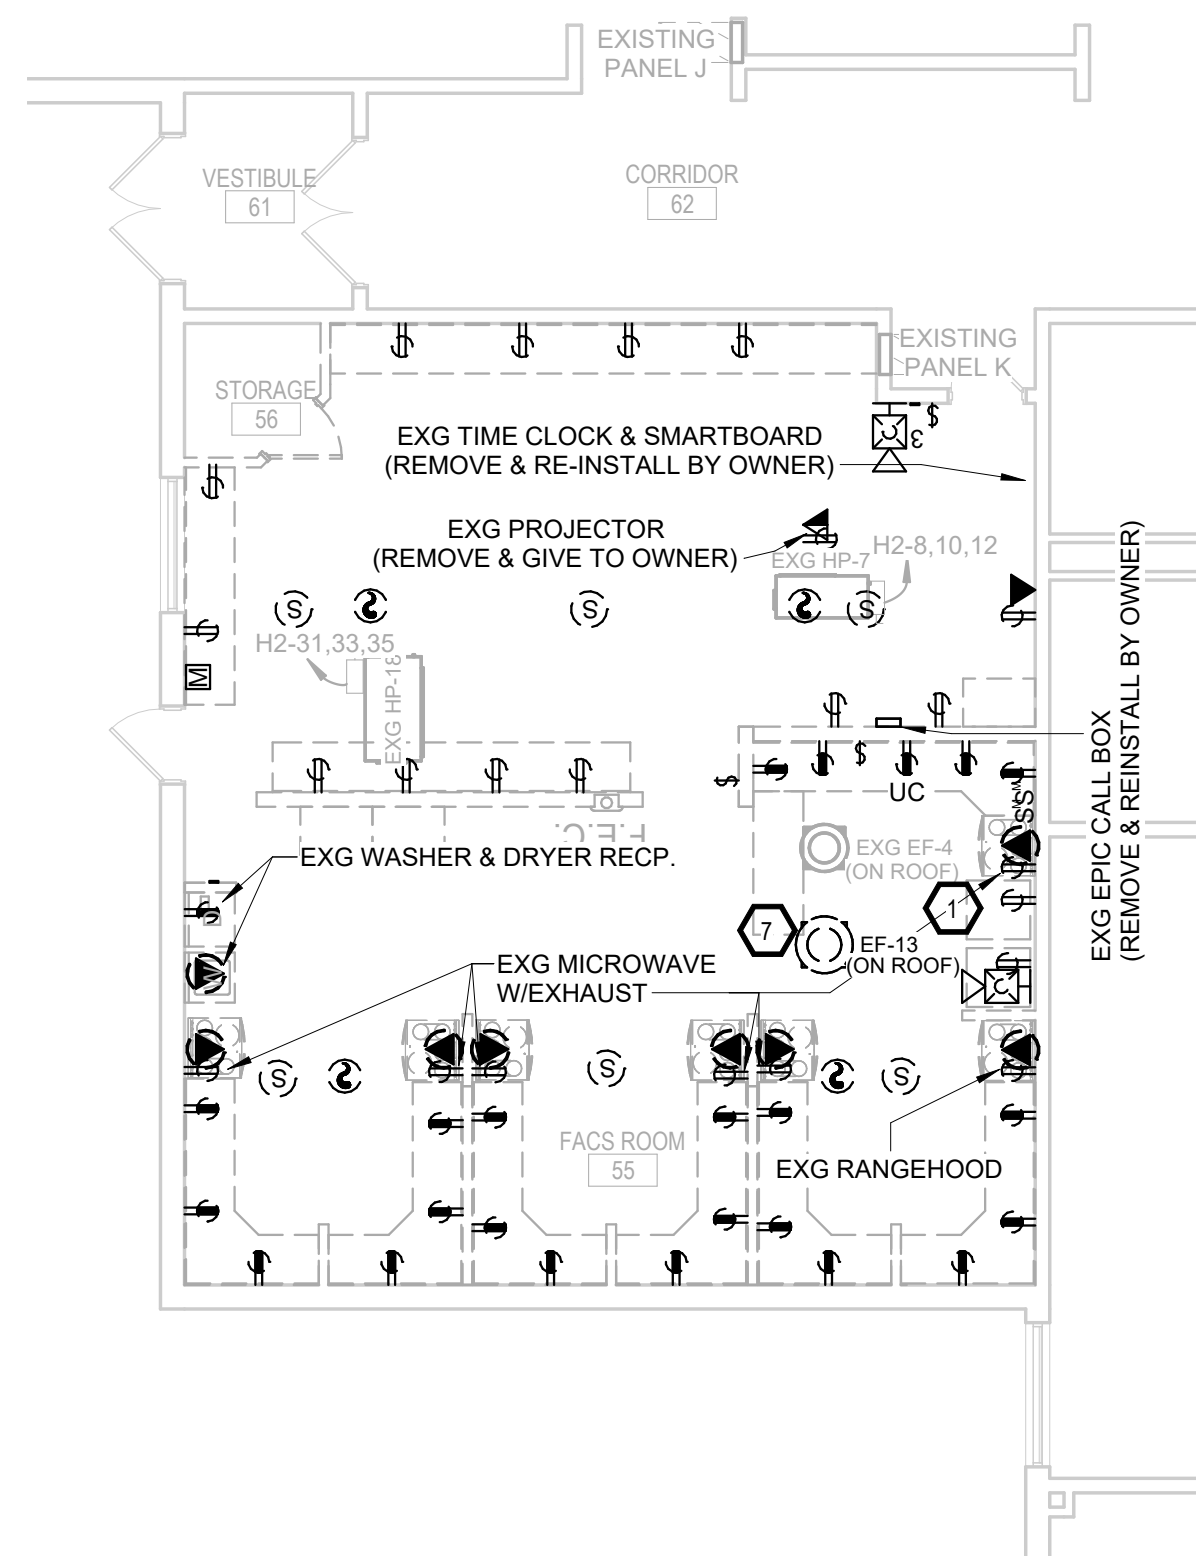 EXISTING
PANEL J
VESTIBULE
61
CORRIDOR
62
EXISTING
PANEL K
STORAGE
56
$
3
EXG TIME CLOCK & SMARTBOARD
(REMOVE & RE-INSTALL BY OWNER)
EXG PROJECTOR
(REMOVE & GIVE TO OWNER)
EXG HP-7
H2-8,10,12
S
S
S
H2-31,33,35
EXG HP-18
M
EXG EPIC CALL BOX
(REMOVE & REINSTALL BY OWNER)
$
$
UC
F.E.C.
EXG EF-4
(ON ROOF)
EXG WASHER & DRYER RECP.
1
7
EF-13
(ON ROOF)
EXG MICROWAVE
W/EXHAUST
C
C
S
S
S
FACS ROOM
55
EXG RANGEHOOD